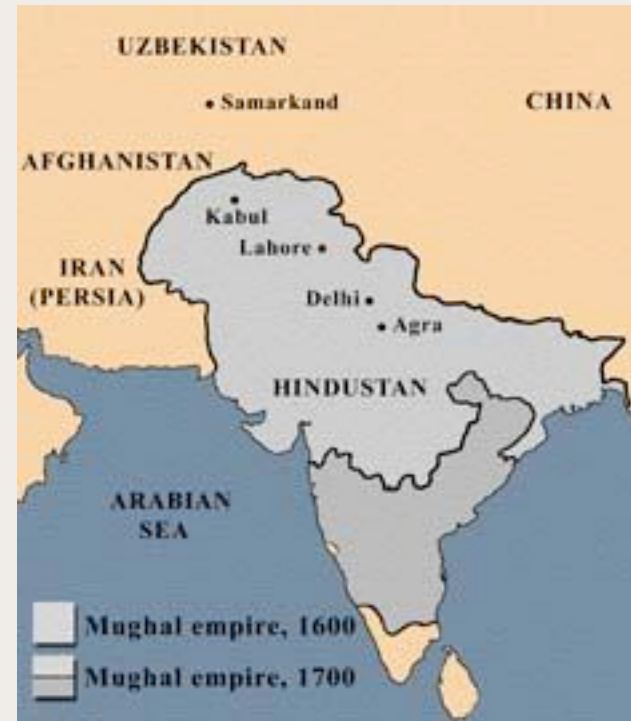 UZBEKISTAN
Samarkand
CHINA
AFGHANISTAN
Kabul
Lahore
IRAN
(PERSIA)
Delhi
Agra
HINDUSTAN
ARABIAN
SEA
Mughal empire, 1600
Mughal empire, 1700